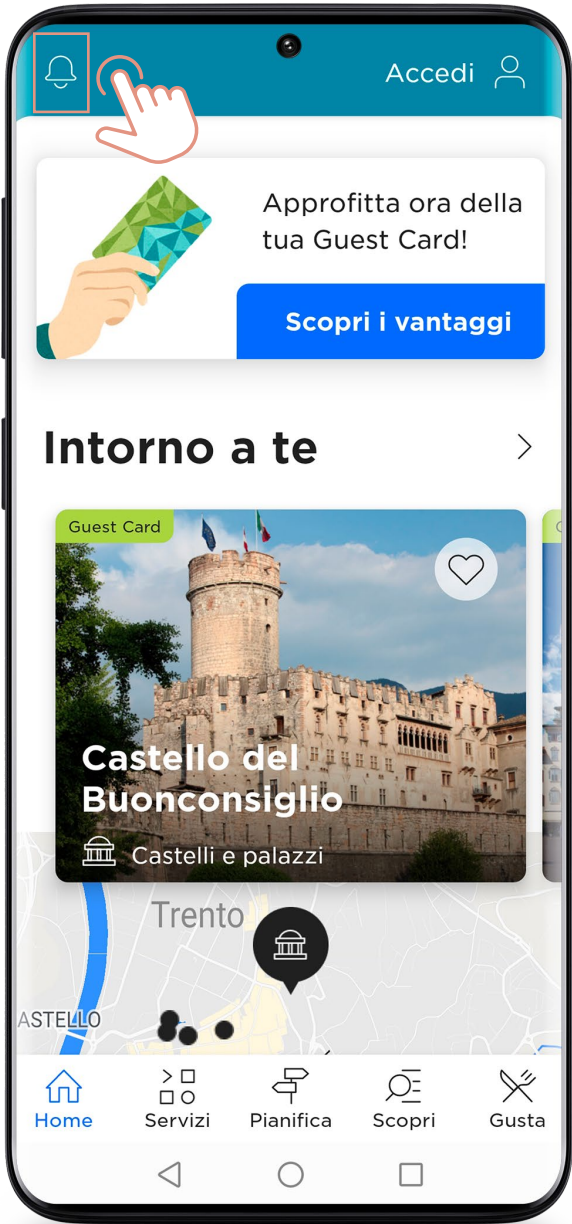 Accedi
Approfitta ora della
tua Guest Card!
Scopri i vantaggi
Intorno a te
Guest Card
Castello del
Buonconsiglio
Castelli e palazzi
Trento
ASTELLO
Home
Servizi
Pianifica
Scopri
Gusta